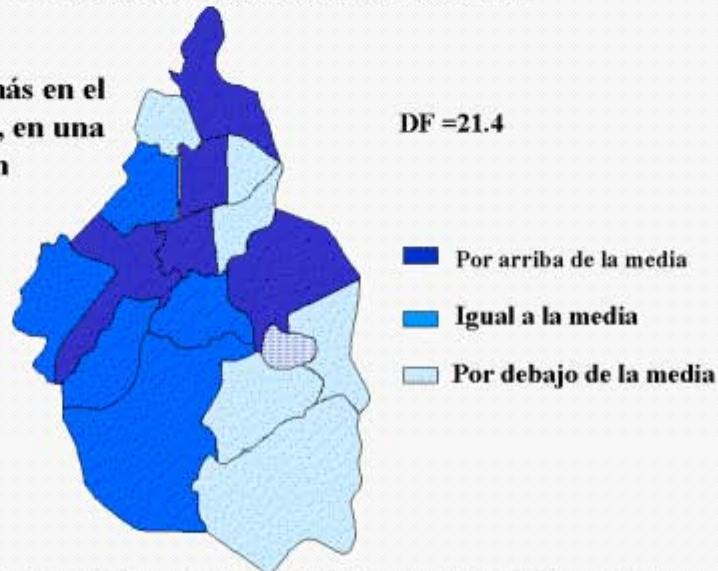 más en el
, en una
DF =21.4
Por arriba de la media
Igual a la media
Por debajo de la media